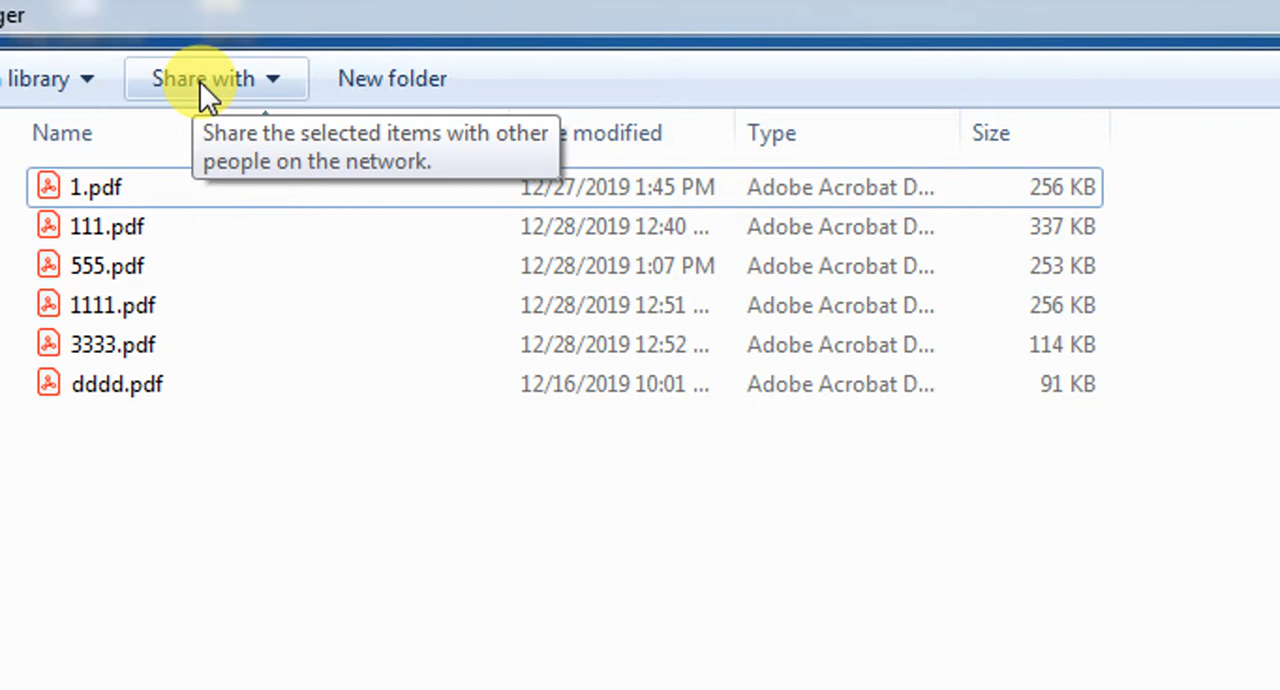 ger
library Share with New folder
Name modified Type Size
Share the selected items with other
people on the network.
1.pdf 12/27/2019 1:45 PM Adobe Acrobat D... 256 KB
111.pdf 12/28/2019 12:40 ... Adobe Acrobat D... 337 KB
555.pdf 12/28/2019 1:07 PM Adobe Acrobat D... 253 KB
1111.pdf 12/28/2019 12:51 ... Adobe Acrobat D... 256 KB
3333.pdf 12/28/2019 12:52 ... Adobe Acrobat D... 114 KB
dddd.pdf 12/16/2019 10:01 ... Adobe Acrobat D... 91 KB